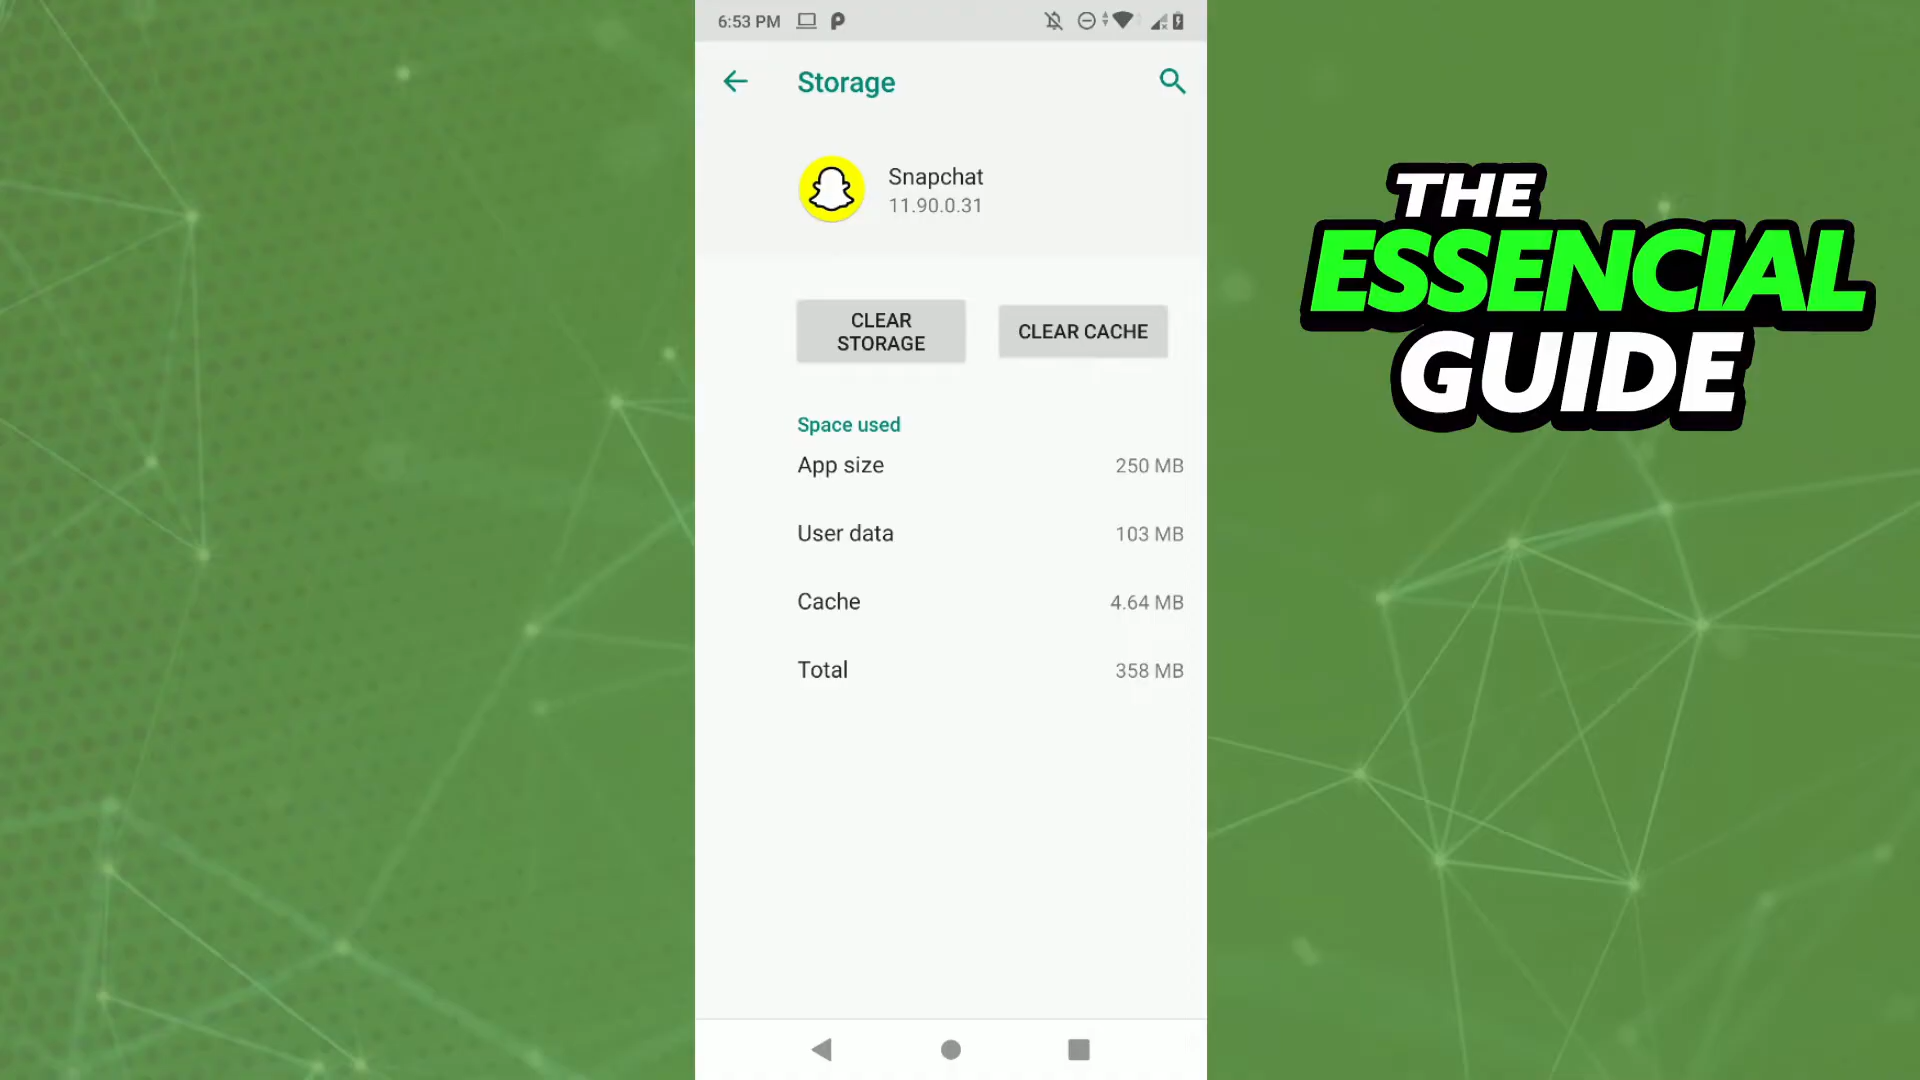 6:53 PM
Storage
Snapchat
11.90.0.31
CLEAR
STORAGE
CLEAR CACHE
Space used
App size 250 MB
User data 103 MB
Cache 4.64 MB
Total 358 MB
THE
ESSENCIAL
GUIDE